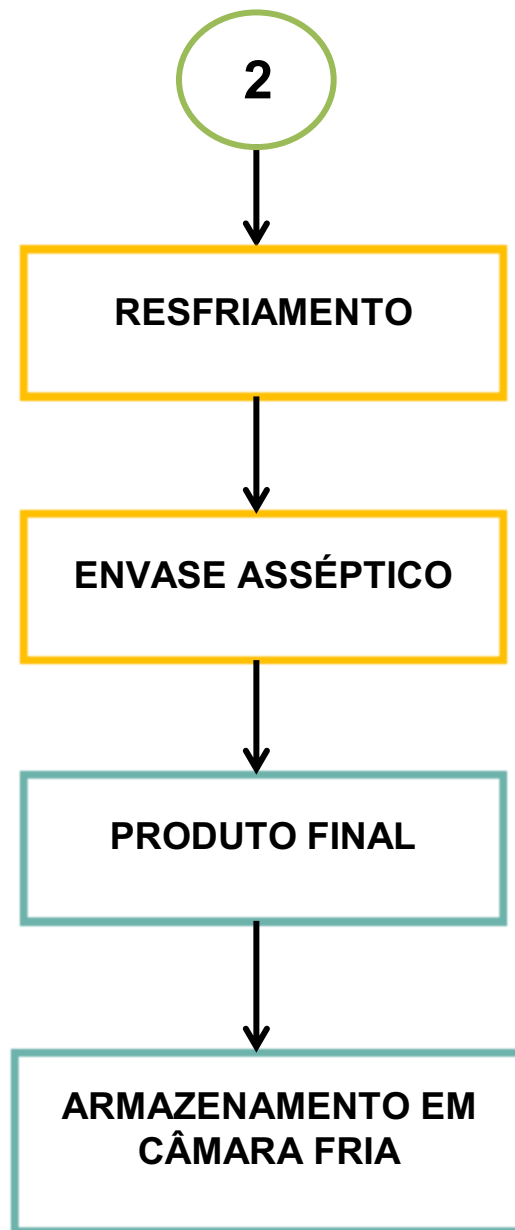 2
RESFRIAMENTO
ENVASE ASSÉPTICO
PRODUTO FINAL
ARMAZENAMENTO EM
CÂMARA FRIA